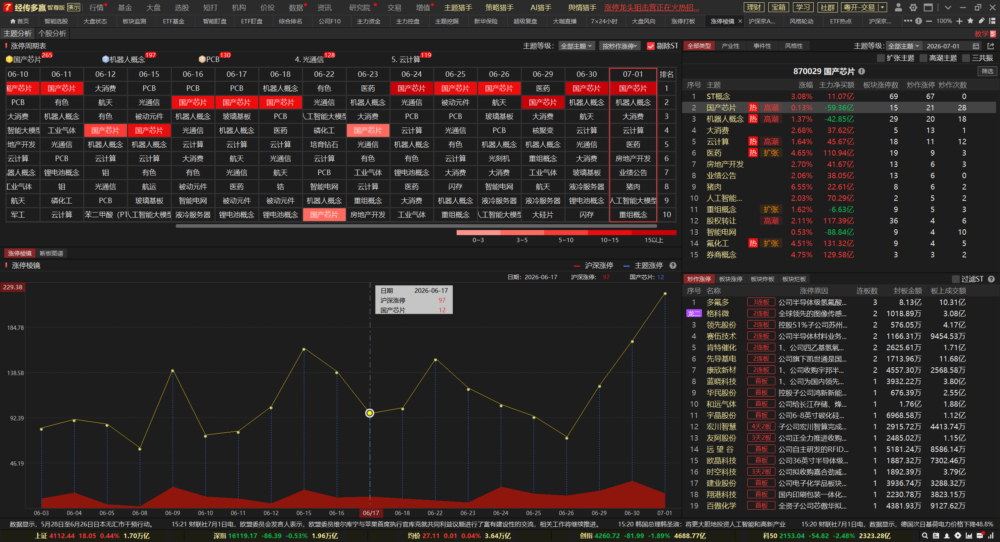 经传多赢 智尊版 演示 行情 基金 大盘 选股 短打 机构 价投 数据 资讯 研究院 交易 增值 主题猎手 策略猎手 AI猎手 舆情猎手 涨停龙头狙击营正在火热招... 理财 宝箱 学习 社群 粤开-交易
首页 智能选股 大盘状态 板块监测 ETF基金 智能盯盘 ETF盯盘 综合排名 公司F10 主力资金 主力控盘 主题挖掘 新华保险 超级复盘 大咖直播 7×24小时 大盘风向 涨停打板 涨停棱镜 沪深京A... 风格轮动 ETF热点 沪深京... 100%
主题分析 个股分析 教学
涨停周期表 主题等级： 全部主题 按炒作涨停 剔除ST
1 国产芯片 265 2 机器人概念 197 3 PCB 130 4. 光通信 128 5. 云计算 119
06-10 06-11 06-12 06-15 06-16 06-17 06-18 06-22 06-23 06-24 06-25 06-26 06-29 06-30 07-01 排名
国产芯片 国产芯片 大消费 PCB PCB PCB 机器人概念 有色 医药 国产芯片 国产芯片 国产芯片 医药 国产芯片 国产芯片 1
PCB 有色 航天 光通信 国产芯片 国产芯片 国产芯片 光通信 机器人概念 光通信 被动元件 航天 国产芯片 机器人概念 机器人概念 2
大消费 机器人概念 有色 被动元件 机器人概念 玻璃基板 PCB 人工智能大模型 大消费 PCB PCB 玻璃基板 大消费 航天 大消费 3
智能大模型 工业气体 国产芯片 国产芯片 光通信 机器人概念 医药 磷化工 国产芯片 云计算 光通信 PCB 核聚变 云计算 云计算 4
地产开发 光通信 机器人概念 机器人概念 云计算 云计算 云计算 培育钻石 光通信 机器人概念 有色 机器人概念 机器人概念 光通信 医药 5
云计算 PCB 云计算 云计算 大消费 航天 光通信 云计算 有色 有色 云计算 光刻机 重组概念 大消费 房地产开发 6
器人概念 锂电池概念 钼 有色 有色 光通信 航天 PCB 工业气体 锂电池概念 大消费 大消费 工业气体 玻璃基板 业绩公告 7
工业气体 钼 光通信 航运 被动元件 医药 锆 智能电网 云计算 医药 闪存 智能电网 航天 液冷服务器 猪肉 8
航天 磷化工 PCB 玻璃基板 智能电网 被动元件 被动元件 机器人概念 重组概念 大消费 机器人概念 液冷服务器 液冷服务器 锂电池概念 人工智能大模型 9
军工 云计算 苯二甲酸（PT 人工智能大模型 液冷服务器 锂电池概念 锂电池概念 国产芯片 房地产开发 工业气体 重组概念 人工智能大模型 大硅片 闪存 重组概念 10
0~3 3~5 5~10 10~15 15以上
涨停棱镜 断板图谱
涨停棱镜 沪深涨停 主题涨停
日期：2026-06-17 沪深涨停： 97 国产芯片：12
229.38
日期 2026-06-17
沪深涨停 97
国产芯片 12
184.78
138.58
92.39
46.19
06-03 06-04 06-05 06-08 06-09 06-10 06-11 06-12 06-15 06-16 06/17 06-18 06-22 06-23 06-24 06-25 06-26 06-29 06-30 07-01
全部类型 产业性 事件性 风格性 主题等级： 全部主题 2026-07-01
扩张主题 高潮主题 三共振
870029 国产芯片 筛选
序号 主题 涨幅 主力净买额 板块涨停数 炒作涨停 炒作次数
1 ST概念 3.08% 11.07亿 69 67 0
2 国产芯片 热 高潮 0.13% -59.36亿 15 21 28
3 机器人概念 热 高潮 1.37% -42.85亿 29 20 18
4 大消费 2.68% 37.62亿 5 13 1
5 云计算 热 高潮 1.64% 45.67亿 18 11 12
6 医药 热 扩张 4.65% 110.94亿 19 9 3
7 房地产开发 2.70% 41.67亿 13 6 3
8 业绩公告 2.06% 38.05亿 13 6 0
9 猪肉 6.55% 22.61亿 8 6 2
10 人工智能... 2.03% 70.29亿 2 5 2
11 重组概念 扩张 1.62% -6.63亿 9 5 3
12 股权转让 高潮 2.11% 117.39亿 36 4 6
13 智能电网 0.53% -88.84亿 9 4 10
14 氟化工 热 扩张 4.51% 131.32亿 9 4 5
15 券商概念 4.75% 129.58亿 3 3 2
炒作涨停 板块涨停 板块炸板 板块烂板 过滤ST
序号 名称 涨停原因 连板数 封板金额 板上成交额
1 多氟多 3连板 公司半导体级氢氟酸... 3 8.13亿 10.31亿
龙二 格科微 2连板 全球领先的图像传感... 2 1018.89万 3.08亿
3 领先股份 2连板 控股51%子公司苏州... 2 576.05万 4.17亿
4 赛伍技术 2连板 公司半导体材料业务... 2 1166.31万 9454.53万
5 肯特催化 2连板 1、公司四乙基氢氧... 2 2625.61万 1.71亿
6 先导基电 2连板 公司旗下凯世通是国... 2 1713.96万 11.68亿
7 康欣新材 2连板 1、公司收购宇邦半... 2 4557.30万 2568.58万
8 蓝晓科技 首板 1、公司为国内领先... 1 3932.22万 3.80亿
9 华民股份 首板 控股子公司鸿新新能... 1 676.39万 2.55亿
10 和远气体 首板 公司给长江存储、烽... 1 1.76亿 1.88亿
11 宇晶股份 首板 公司6-8英寸碳化硅... 1 6968.58万 1.12亿
12 宏川智慧 4天2板 子公司宏川智算完成... 1 2915.72万 4413.74万
13 友阿股份 3天2板 公司正全力推进收购... 1 2485.02万 1.15亿
14 远 望 谷 首板 公司自主研发的RFID... 1 5181.24万 8586.14万
15 欧晶科技 首板 公司36英寸半导体级... 1 1887.32万 7302.46万
16 时空科技 3天2板 公司拟收购嘉合劲威... 1 1892.39万 3.79亿
17 建业股份 首板 公司电子化学品板块... 1 3936.74万 3288.32万
18 翔港科技 首板 国内印刷包装一体化... 1 2230.78万 3823.15万
19 百傲化学 首板 全资子公司芯傲华拟... 1 4381.93万 9127.62万
数据显示，5月28日至6月26日日本无汇市干预行动。 15:21 财联社7月1日电，欧盟委员会发言人表示，欧盟委员维尔库宁与苹果首席执行官库克就共同利益议题进行了富有建设性的交流，相关工作将继续推进。 15:20 韩国总理韩圣淑：将更大胆地投资人工智能和高新产业 15:20 财联社7月1日电，数据显示，德国次日基荷电力价格下降48.8%
上证 4112.44 18.05 0.44% 1.70万亿 深指 16119.17 -86.39 -0.53% 1.96万亿 均价 27.11 0.01 0.04% 3.64万亿 创指 4260.72 -81.99 -1.89% 4688.77亿 科50 2153.04 -54.82 -2.48% 2323.28亿